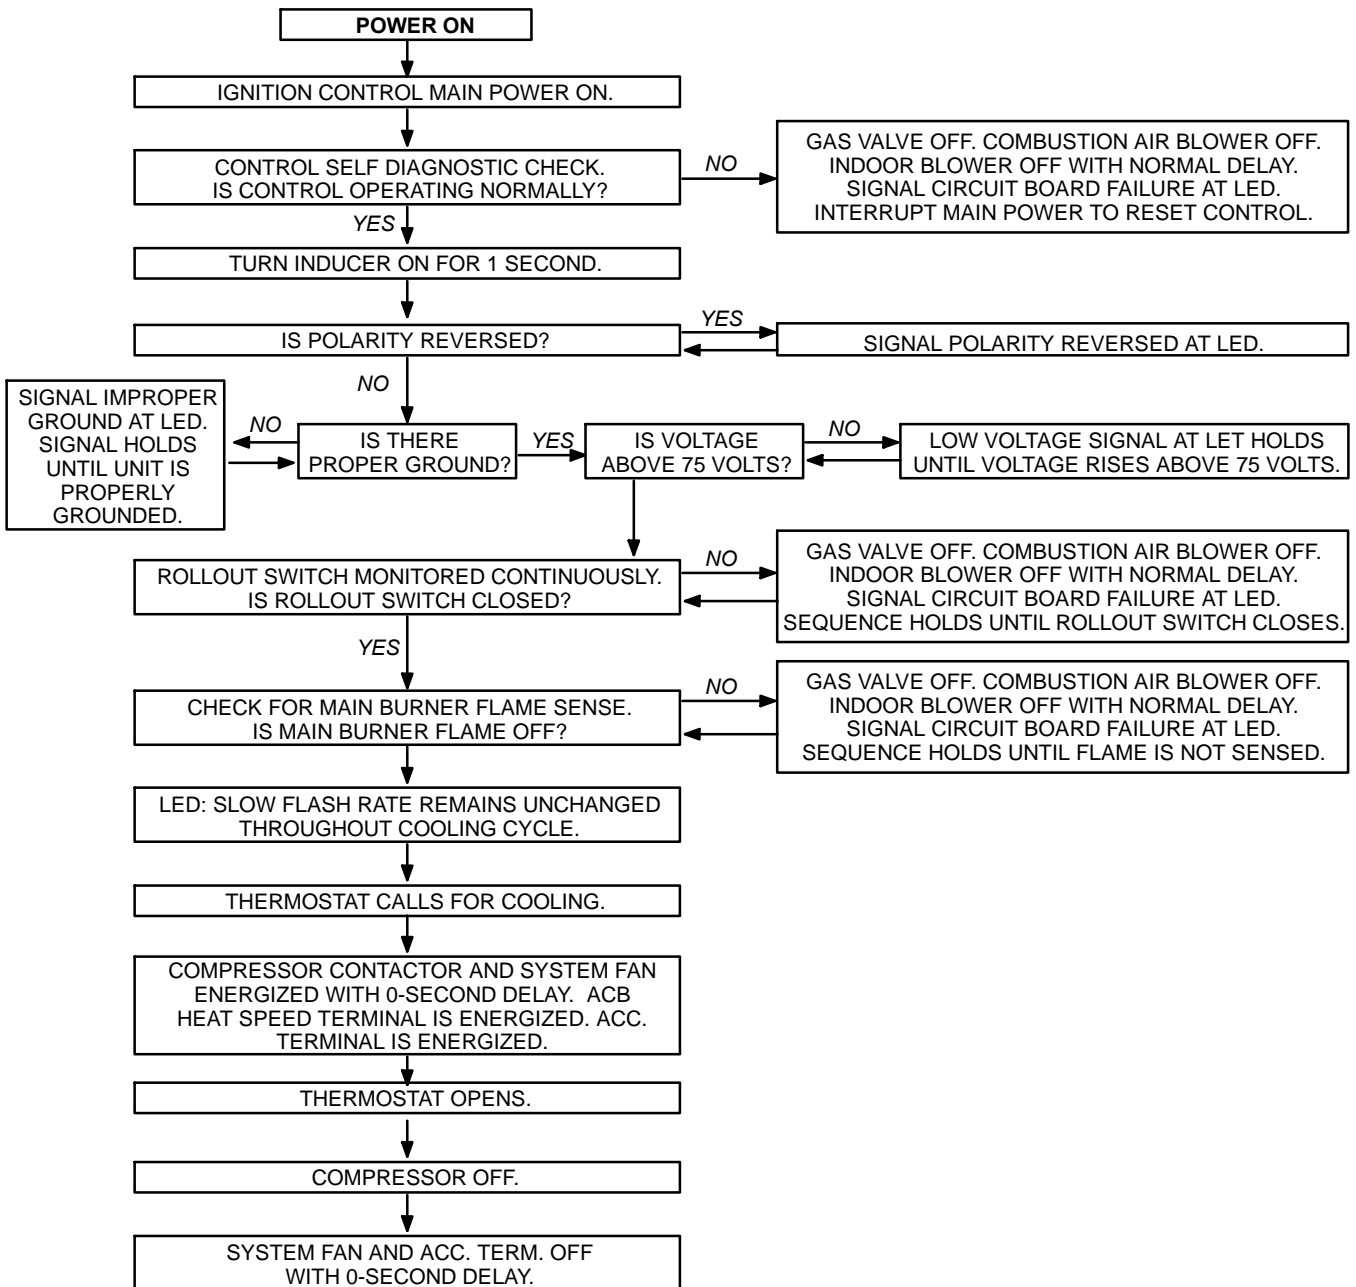 POWER ON
IGNITION CONTROL MAIN POWER ON.
CONTROL SELF DIAGNOSTIC CHECK.
IS CONTROL OPERATING NORMALLY?
NO
GAS VALVE OFF. COMBUSTION AIR BLOWER OFF.
INDOOR BLOWER OFF WITH NORMAL DELAY.
SIGNAL CIRCUIT BOARD FAILURE AT LED.
INTERRUPT MAIN POWER TO RESET CONTROL.
YES
TURN INDUCER ON FOR 1 SECOND.
IS POLARITY REVERSED?
YES
SIGNAL POLARITY REVERSED AT LED.
NO
SIGNAL IMPROPER
GROUND AT LED.
SIGNAL HOLDS
UNTIL UNIT IS
PROPERLY
GROUNDED.
NO
IS THERE
PROPER GROUND?
YES
IS VOLTAGE
ABOVE 75 VOLTS?
NO
LOW VOLTAGE SIGNAL AT LET HOLDS
UNTIL VOLTAGE RISES ABOVE 75 VOLTS.
ROLLOUT SWITCH MONITORED CONTINUOUSLY.
IS ROLLOUT SWITCH CLOSED?
NO
GAS VALVE OFF. COMBUSTION AIR BLOWER OFF.
INDOOR BLOWER OFF WITH NORMAL DELAY.
SIGNAL CIRCUIT BOARD FAILURE AT LED.
SEQUENCE HOLDS UNTIL ROLLOUT SWITCH CLOSES.
YES
CHECK FOR MAIN BURNER FLAME SENSE.
IS MAIN BURNER FLAME OFF?
NO
GAS VALVE OFF. COMBUSTION AIR BLOWER OFF.
INDOOR BLOWER OFF WITH NORMAL DELAY.
SIGNAL CIRCUIT BOARD FAILURE AT LED.
SEQUENCE HOLDS UNTIL FLAME IS NOT SENSED.
LED: SLOW FLASH RATE REMAINS UNCHANGED
THROUGHOUT COOLING CYCLE.
THERMOSTAT CALLS FOR COOLING.
COMPRESSOR CONTACTOR AND SYSTEM FAN
ENERGIZED WITH 0-SECOND DELAY. ACB
HEAT SPEED TERMINAL IS ENERGIZED. ACC.
TERMINAL IS ENERGIZED.
THERMOSTAT OPENS.
COMPRESSOR OFF.
SYSTEM FAN AND ACC. TERM. OFF
WITH 0-SECOND DELAY.